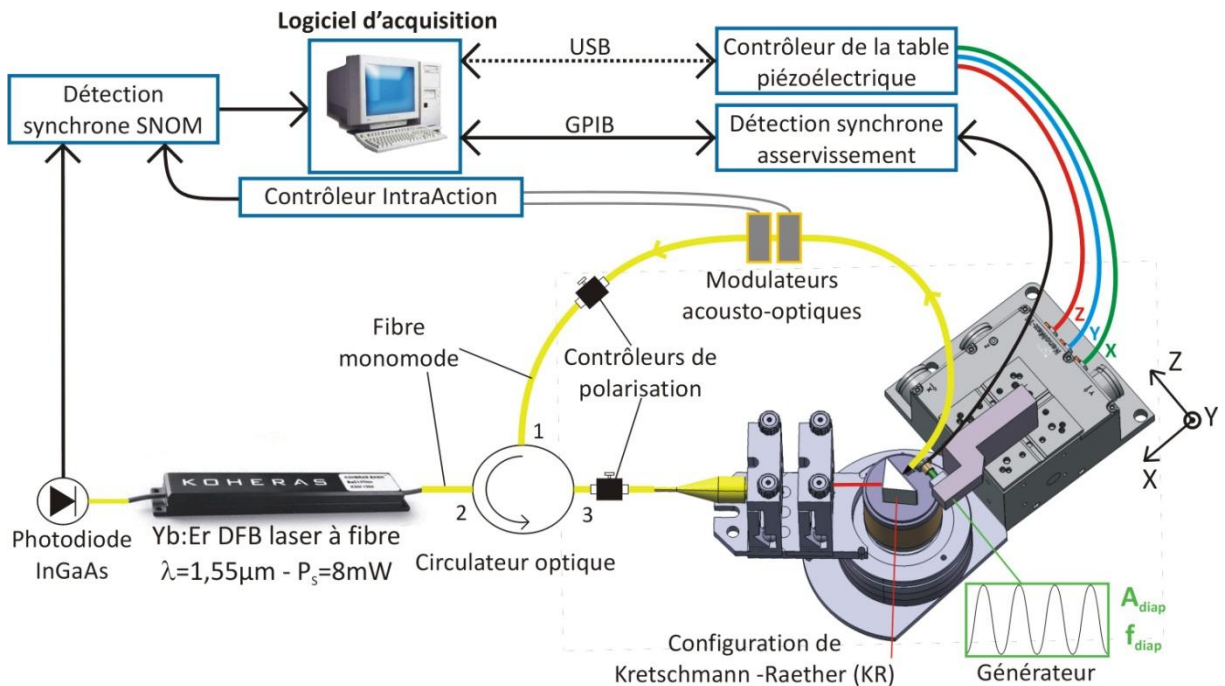 Logiciel d'acquisition
USB
Contrôleur de la table
piézoélectrique
Détection
synchrone SNOM
GPIB
Détection synchrone
asservissement
Contrôleur IntraAction
Modulateurs
acousto-optiques
Z
Y
X
Fibre
monomode
Contrôleurs de
polarisation
Z
Y
X
1
2
3
KOHERAS
Photodiode
InGaAs
Yb:Er DFB laser à fibre
λ=1,55µm - Ps=8mW
Circulateur optique
Configuration de
Kretschmann -Raether (KR)
A diap
f diap
Générateur